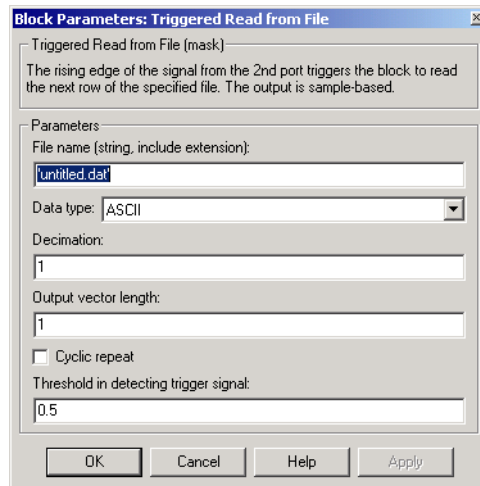 Block Parameters: Triggered Read from File
Triggered Read from File (mask)
The rising edge of the signal from the 2nd port triggers the block to read
the next row of the specified file. The output is sample-based.
Parameters
File name (string, include extension):
'untitled.dat'
Data type: ASCII
Decimation:
1
Output vector length:
1
Cyclic repeat
Threshold in detecting trigger signal:
0.5
OK Cancel Help Apply